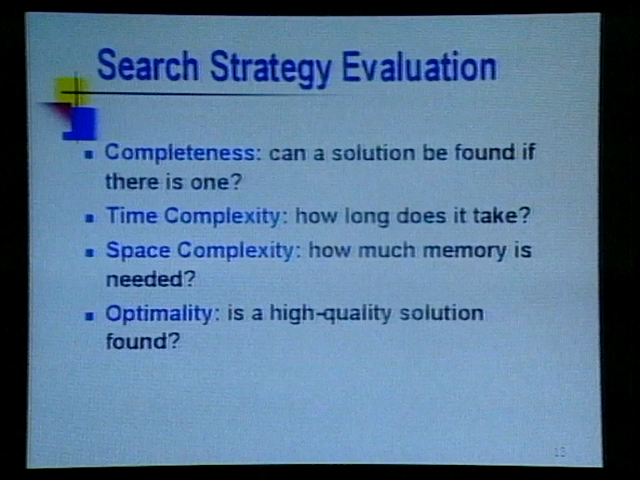 Search Strategy Evaluation
Completeness: can a solution be found if
there is one?
Time Complexity: how long does it take?
Space Complexity: how much memory is
needed?
Optimality: is a high-quality solution
found?